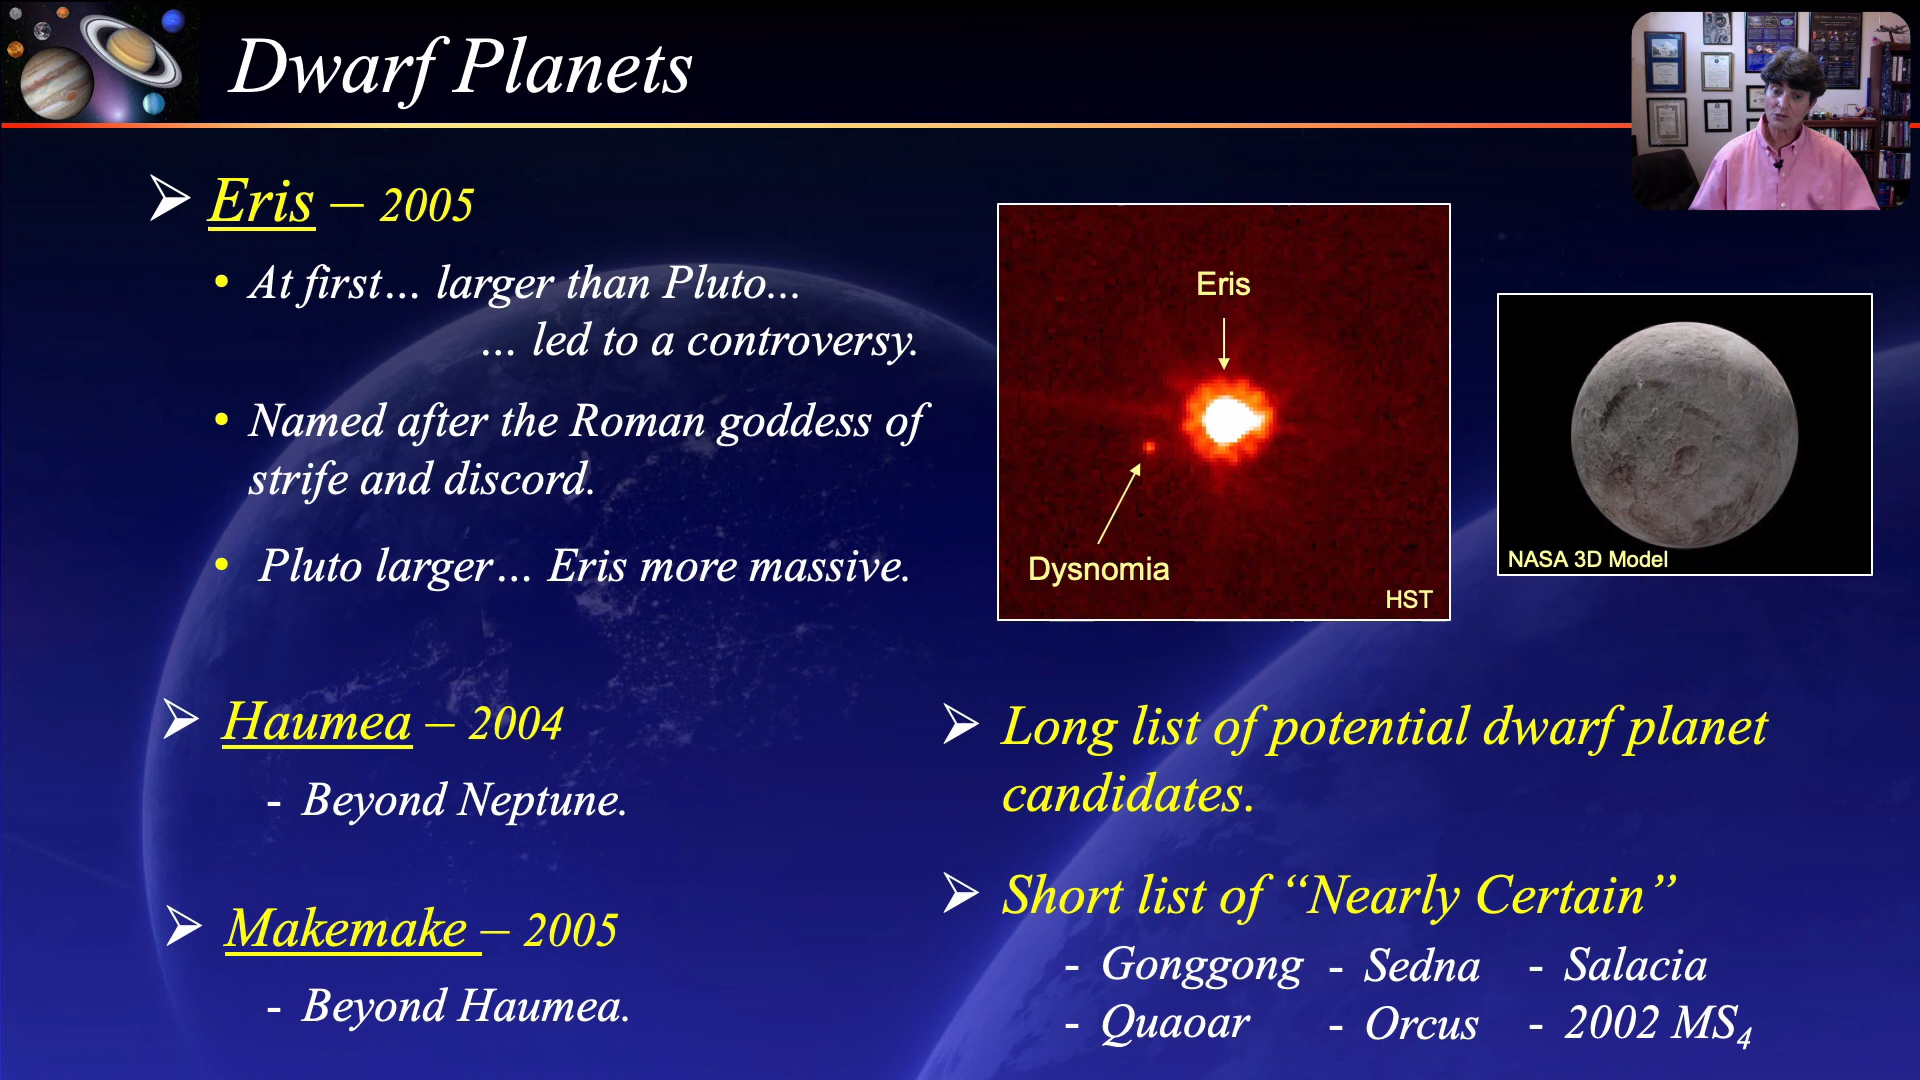 Dwarf Planets
➢ Eris – 2005
• At first… larger than Pluto…
… led to a controversy.
• Named after the Roman goddess of
strife and discord.
• Pluto larger… Eris more massive.
Eris
Dysnomia
HST
NASA 3D Model
➢ Haumea – 2004
- Beyond Neptune.
➢ Makemake – 2005
- Beyond Haumea.
➢ Long list of potential dwarf planet
candidates.
➢ Short list of “Nearly Certain”
- Gonggong - Sedna - Salacia
- Quaoar - Orcus - 2002 MS₄